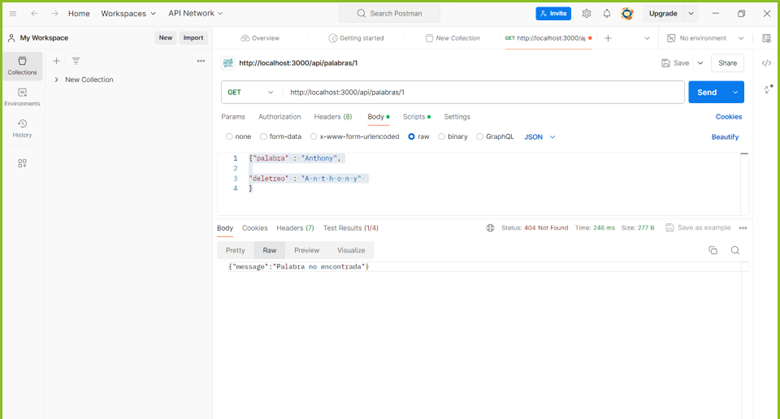 Home Workspaces API Network Search Postman Invite Upgrade
My Workspace New Import Overview Getting started New Collection GET http://localhost:3000/a No environment
Collections
Environments
History
New Collection
http://localhost:3000/api/palabras/1 Save Share
GET http://localhost:3000/api/palabras/1 Send
Params Authorization Headers (8) Body Scripts Settings Cookies
none form-data x-www-form-urlencoded raw binary GraphQL JSON Beautify
1 {"palabra" : "Anthony",
2
3 "deletreo" : "A-n-t-h-o-n-y"
4 }
Body Cookies Headers (7) Test Results (1/4) Status: 404 Not Found Time: 246 ms Size: 277 B Save as example
Pretty Raw Preview Visualize
{"message":"Palabra no encontrada"}